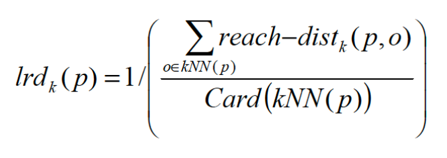 lrd_k(p) = 1/( ∑_{o∈kNN(p)} reach−dist_k(p,o) / Card(kNN(p)) )